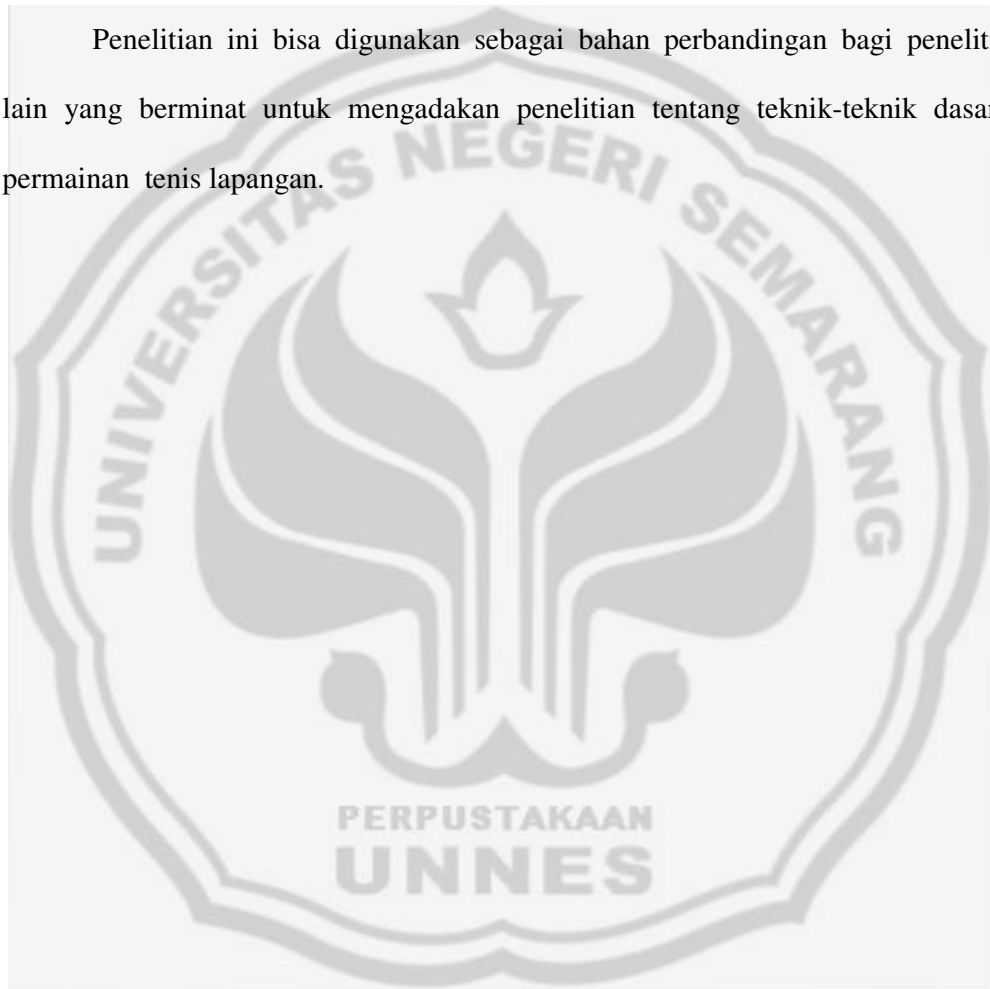 Penelitian ini bisa digunakan sebagai bahan perbandingan bagi peneliti
lain yang berminat untuk mengadakan penelitian tentang teknik-teknik dasar
permainan tenis lapangan.
UNIVERSITAS NEGERI SEMARANG
PERPUSTAKAAN
UNNES